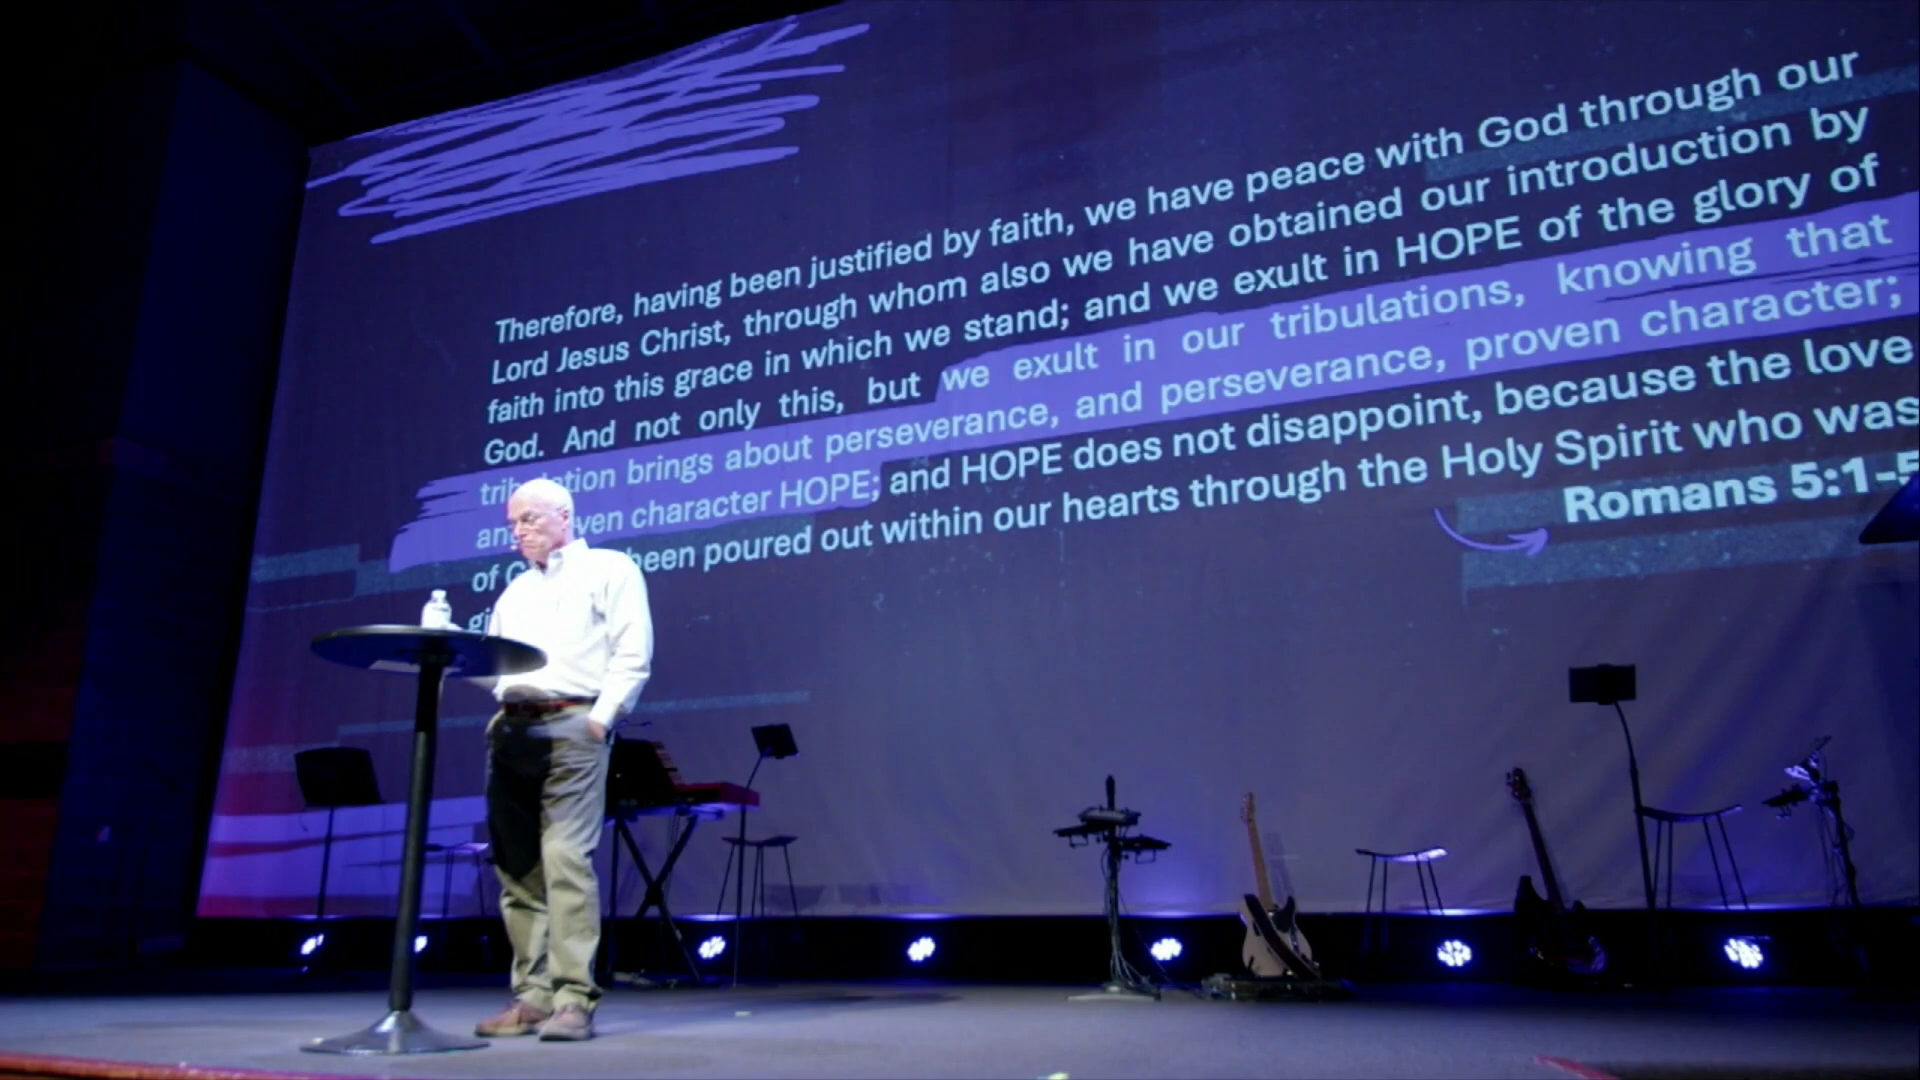 Therefore, having been justified by faith, we have peace with God through our
Lord Jesus Christ, through whom also we have obtained our introduction by
faith into this grace in which we stand; and we exult in HOPE of the glory of
God. And not only this, but we exult in our tribulations, knowing that
brings about perseverance, and perseverance, proven character;
character HOPE; and HOPE does not disappoint, because the love
of been poured out within our hearts through the Holy Spirit who was
Romans 5:1-5